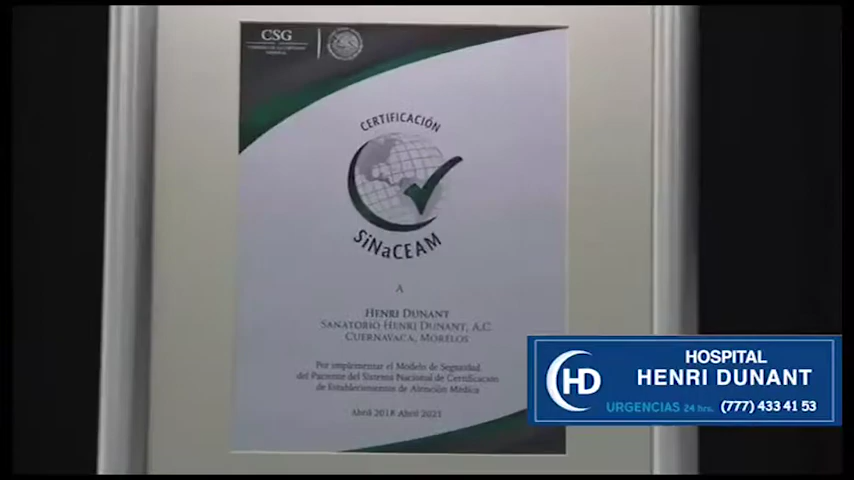 CSG
CERTIFICACIÓN
SiNaCEAM
A
HENRI DUNANT
SANATORIO HENRI DUNANT, A.C.
CUERNAVACA, MORELOS
Por implementar el Modelo de Seguridad
del Paciente del Sistema Nacional de Certificación
de Establecimientos de Atención Médica
Abril 2018 Abril 2021
HD
HOSPITAL
HENRI DUNANT
URGENCIAS 24 hrs. (777) 433 41 53